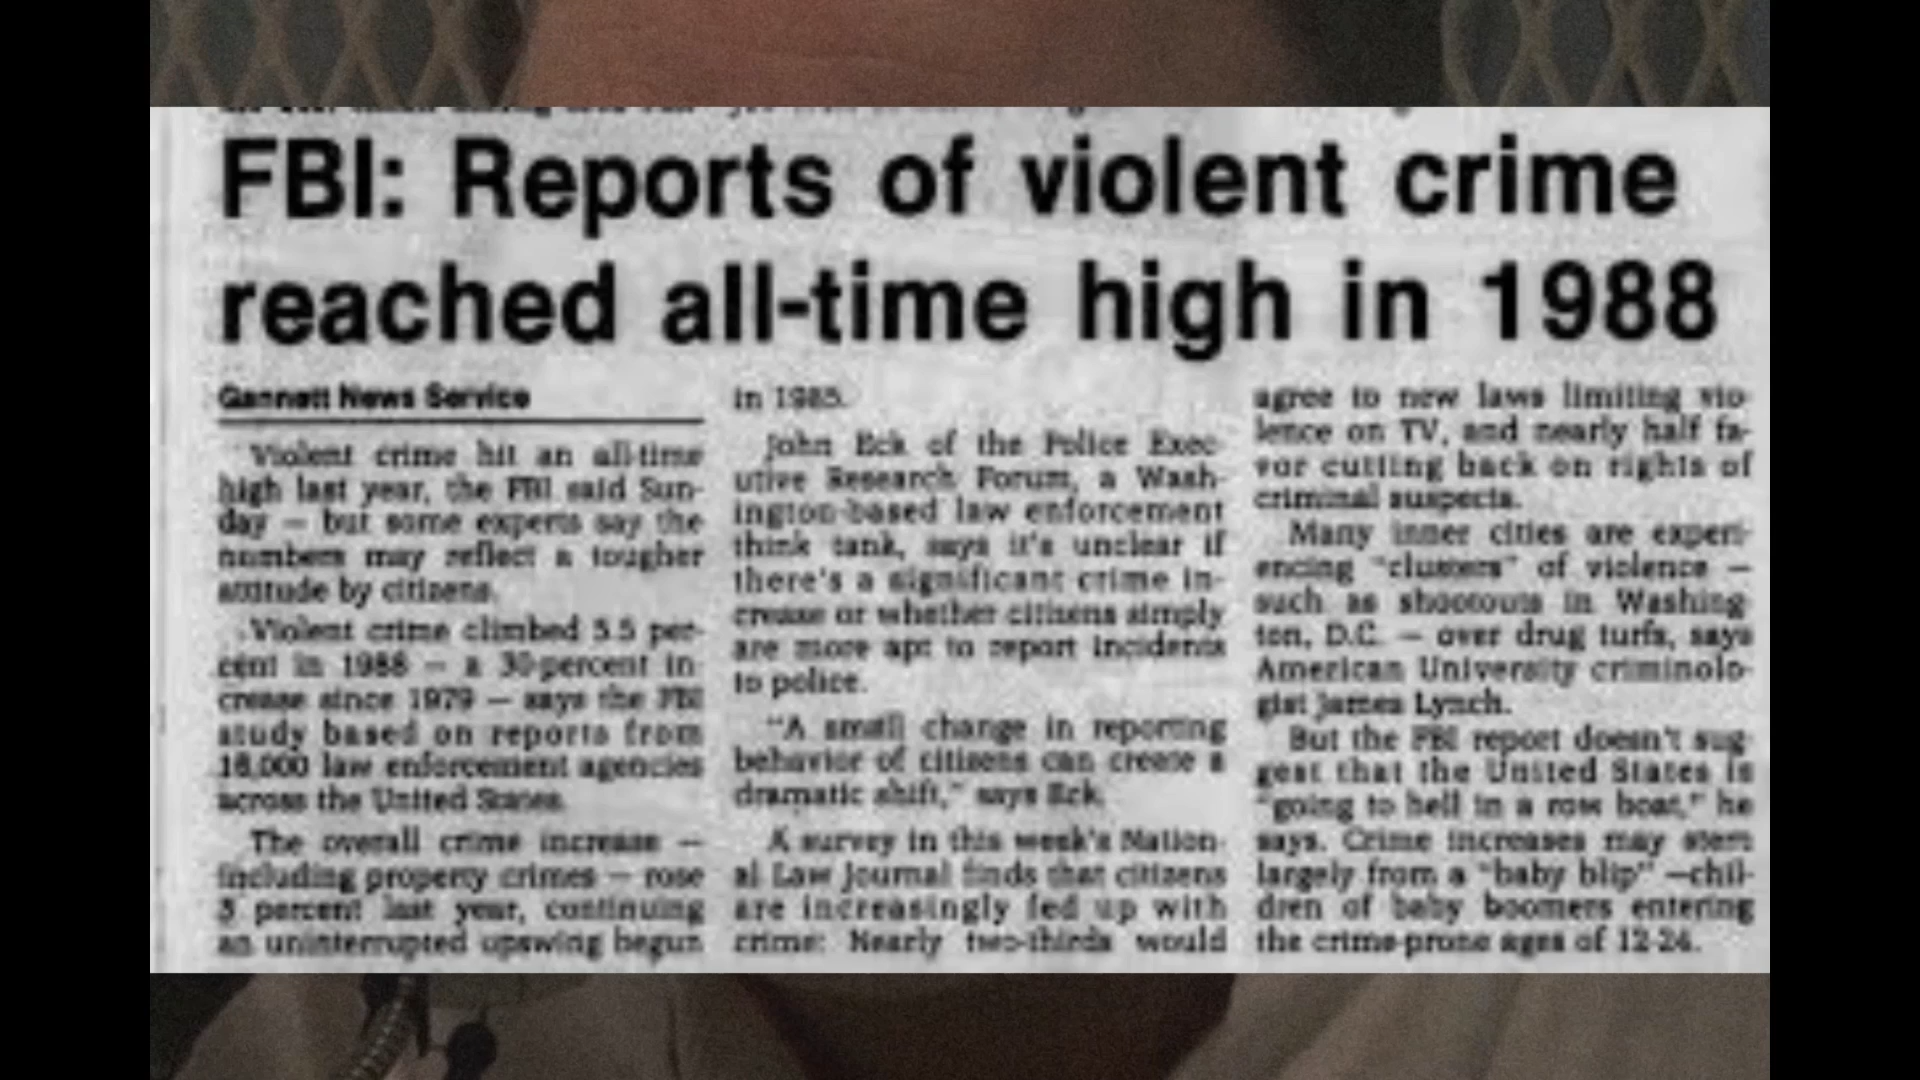 FBI: Reports of violent crime
reached all-time high in 1988
Gannett News Service
Violent crime hit an all-time
high last year, the FBI said Sun-
day — but some experts say the
numbers may reflect a tougher
attitude by citizens.
Violent crime climbed 5.5 per-
cent in 1988 — a 30-percent in-
crease since 1979 — says the FBI
study based on reports from
16,000 law enforcement agencies
across the United States.
The overall crime increase —
including property crimes — rose
3 percent last year, continuing
an uninterrupted upswing begun
in 1985.
John Eck of the Police Exec-
utive Research Forum, a Wash-
ington-based law enforcement
think tank, says it's unclear if
there's a significant crime in-
crease or whether citizens simply
are more apt to report incidents
to police.
"A small change in reporting
behavior of citizens can create a
dramatic shift," says Eck.
A survey in this week's Nation-
al Law Journal finds that citizens
are increasingly fed up with
crime: Nearly two-thirds would
agree to new laws limiting vio-
lence on TV, and nearly half fa-
vor cutting back on rights of
criminal suspects.
Many inner cities are experi-
encing "clusters" of violence —
such as shootouts in Washing-
ton, D.C. — over drug turfs, says
American University criminolo-
gist James Lynch.
But the FBI report doesn't sug-
gest that the United States is
"going to hell in a row boat," he
says. Crime increases may stem
largely from a "baby blip" —chil-
dren of baby boomers entering
the crime-prone ages of 12-24.